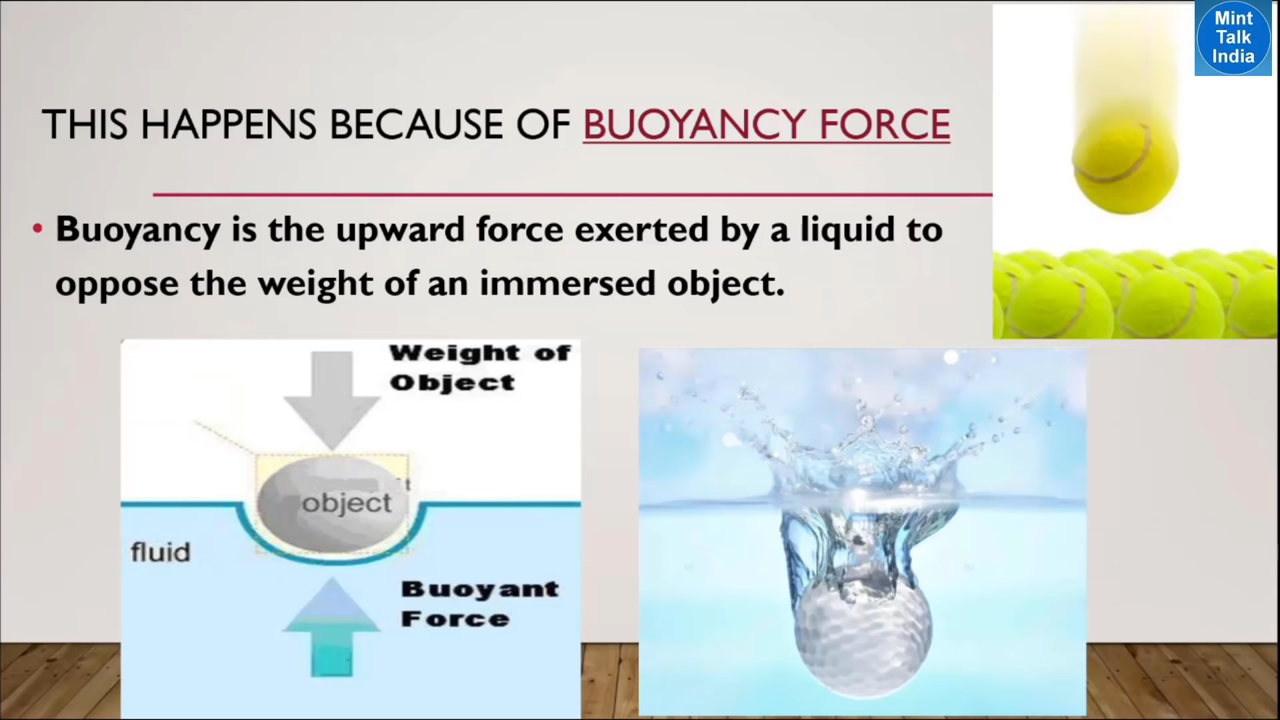 Mint
Talk
India
THIS HAPPENS BECAUSE OF BUOYANCY FORCE
• Buoyancy is the upward force exerted by a liquid to
oppose the weight of an immersed object.
Weight of
Object
object
fluid
Buoyant
Force